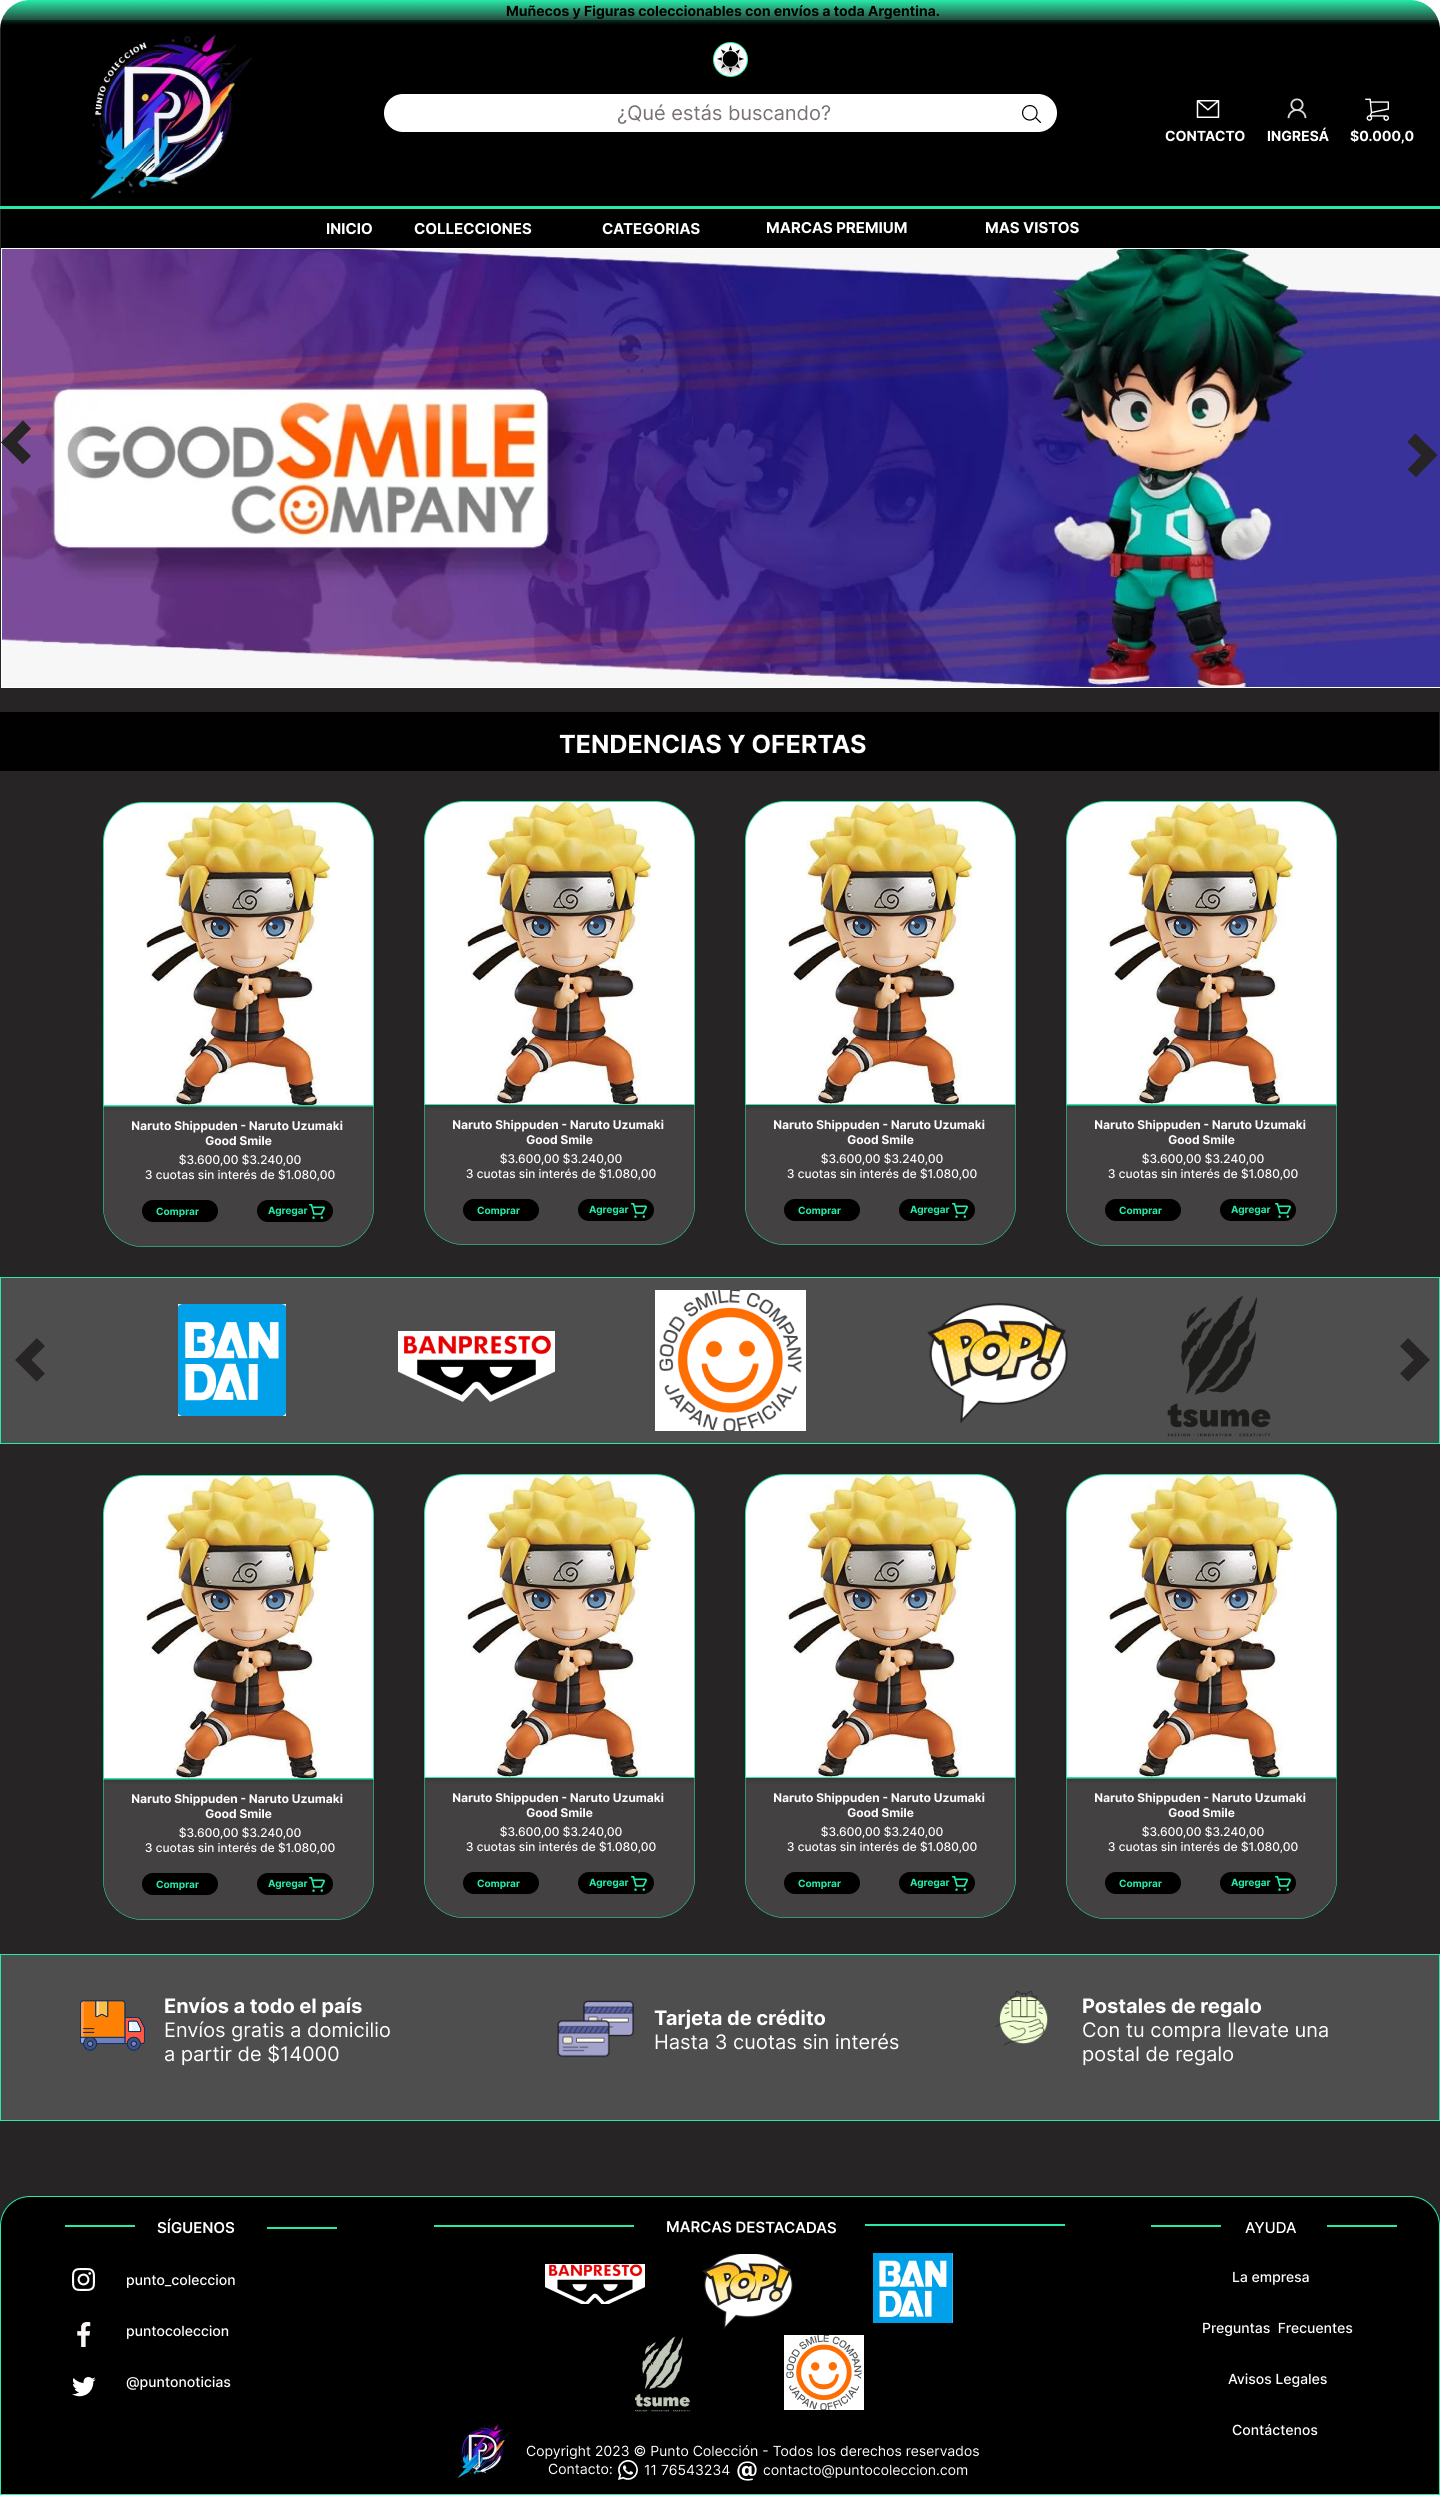 Muñecos y Figuras coleccionables con envíos a toda Argentina.
PUNTO COLECCION
¿Qué estás buscando?
CONTACTO INGRESÁ $0.000,0
INICIO COLLECCIONES CATEGORIAS MARCAS PREMIUM MAS VISTOS
GOOD SMILE
COMPANY
TENDENCIAS Y OFERTAS
Naruto Shippuden - Naruto Uzumaki
Good Smile
$3.600,00 $3.240,00
3 cuotas sin interés de $1.080,00
Comprar Agregar
Naruto Shippuden - Naruto Uzumaki
Good Smile
$3.600,00 $3.240,00
3 cuotas sin interés de $1.080,00
Comprar Agregar
Naruto Shippuden - Naruto Uzumaki
Good Smile
$3.600,00 $3.240,00
3 cuotas sin interés de $1.080,00
Comprar Agregar
Naruto Shippuden - Naruto Uzumaki
Good Smile
$3.600,00 $3.240,00
3 cuotas sin interés de $1.080,00
Comprar Agregar
BAN
DAI
BANPRESTO
GOOD SMILE COMPANY
JAPAN OFFICIAL
POP!
tsume
PASSION - INNOVATION - CREATIVITY
Naruto Shippuden - Naruto Uzumaki
Good Smile
$3.600,00 $3.240,00
3 cuotas sin interés de $1.080,00
Comprar Agregar
Naruto Shippuden - Naruto Uzumaki
Good Smile
$3.600,00 $3.240,00
3 cuotas sin interés de $1.080,00
Comprar Agregar
Naruto Shippuden - Naruto Uzumaki
Good Smile
$3.600,00 $3.240,00
3 cuotas sin interés de $1.080,00
Comprar Agregar
Naruto Shippuden - Naruto Uzumaki
Good Smile
$3.600,00 $3.240,00
3 cuotas sin interés de $1.080,00
Comprar Agregar
Envíos a todo el país
Envíos gratis a domicilio
a partir de $14000
Tarjeta de crédito
Hasta 3 cuotas sin interés
Postales de regalo
Con tu compra llevate una
postal de regalo
SÍGUENOS
punto_coleccion
puntocoleccion
@puntonoticias
MARCAS DESTACADAS
BANPRESTO
POP!
BAN
DAI
tsume
GOOD SMILE COMPANY
JAPAN OFFICIAL
AYUDA
La empresa
Preguntas Frecuentes
Avisos Legales
Contáctenos
Copyright 2023 © Punto Colección - Todos los derechos reservados
Contacto: 11 76543234 @ contacto@puntocoleccion.com